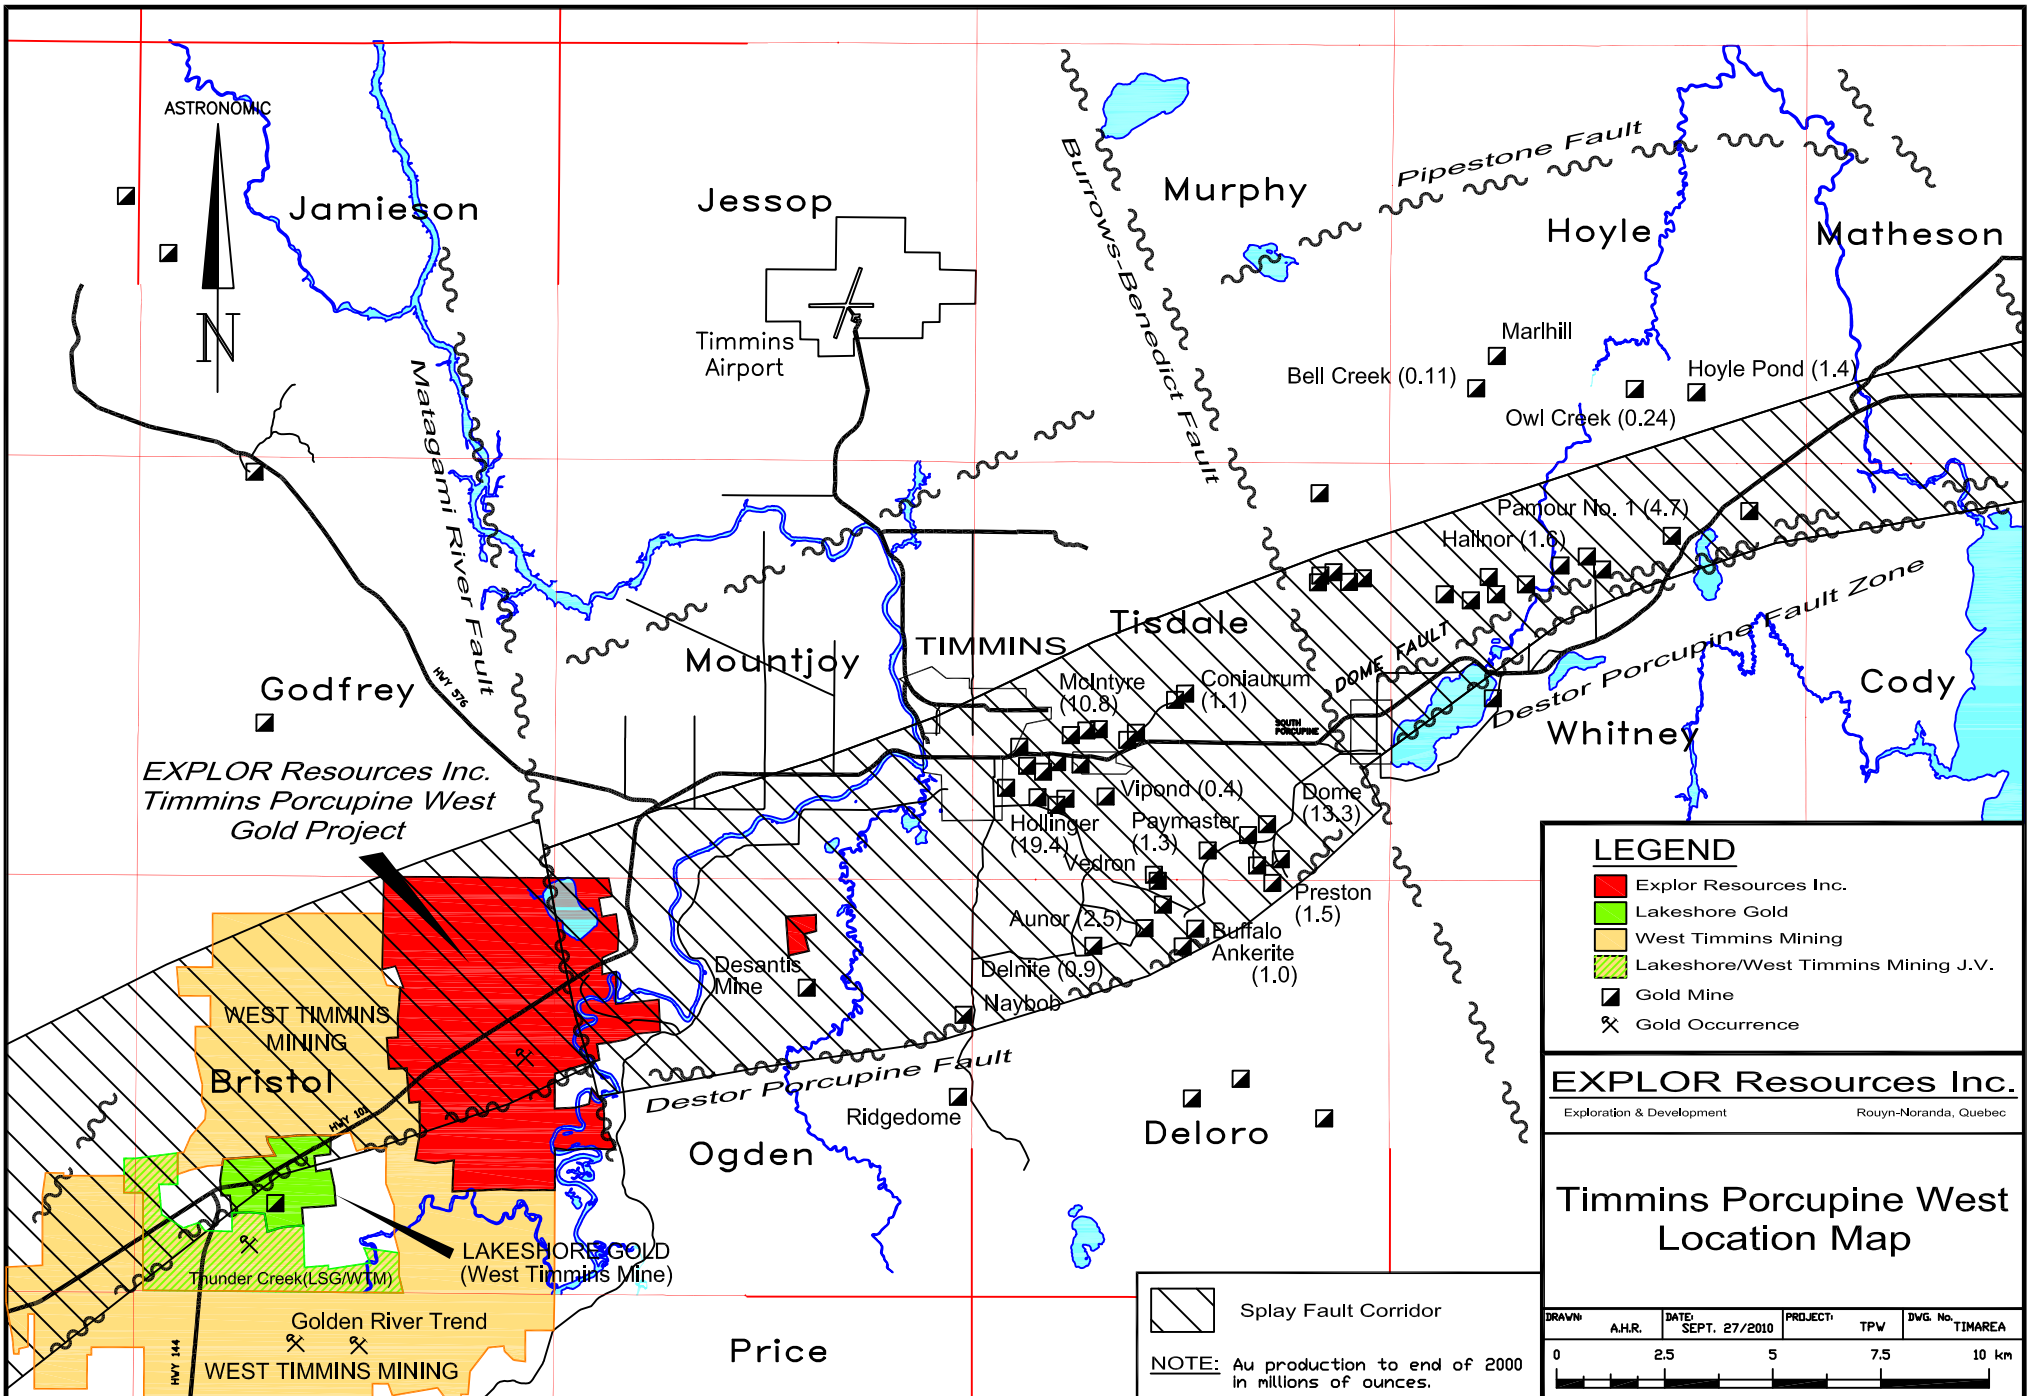 ASTRONOMIC
N
Jamieson
Jessop
Murphy
Pipestone Fault
Hoyle
Matheson
Burrows-Benedict Fault
Timmins
Airport
Matagami River Fault
Marlhill
Bell Creek (0.11)
Hoyle Pond (1.4)
Owl Creek (0.24)
Pamour No. 1 (4.7)
Hallnor (1.6)
Tisdale
TIMMINS
Mountjoy
Godfrey
HWY 576
DOME FAULT
Destor Porcupine Fault Zone
Cody
Whitney
McIntyre
(10.8)
Coniaurum
(1.1)
SOUTH
PORCUPINE
EXPLOR Resources Inc.
Timmins Porcupine West
Gold Project
Vipond (0.4)
Dome
(13.3)
Hollinger
(19.4)
Paymaster
(1.3)
Vedron
Preston
(1.5)
Aunor (2.5)
Buffalo
Ankerite
(1.0)
Delnite (0.9)
Desantis
Mine
Naybob
WEST TIMMINS
MINING
Bristol
HWY 101
Destor Porcupine Fault
Ridgedome
Ogden
Deloro
LAKESHORE GOLD
(West Timmins Mine)
Thunder Creek(LSG/WTM)
Golden River Trend
WEST TIMMINS MINING
HWY 144
Price
LEGEND
Explor Resources Inc.
Lakeshore Gold
West Timmins Mining
Lakeshore/West Timmins Mining J.V.
Gold Mine
Gold Occurrence
EXPLOR Resources Inc.
Exploration & Development
Rouyn-Noranda, Quebec
Timmins Porcupine West
Location Map
Splay Fault Corridor
NOTE: Au production to end of 2000
in millions of ounces.
DRAWN: A.H.R.
DATE: SEPT. 27/2010
PROJECT: TPW
DWG. No. TIMAREA
0 2.5 5 7.5 10 km